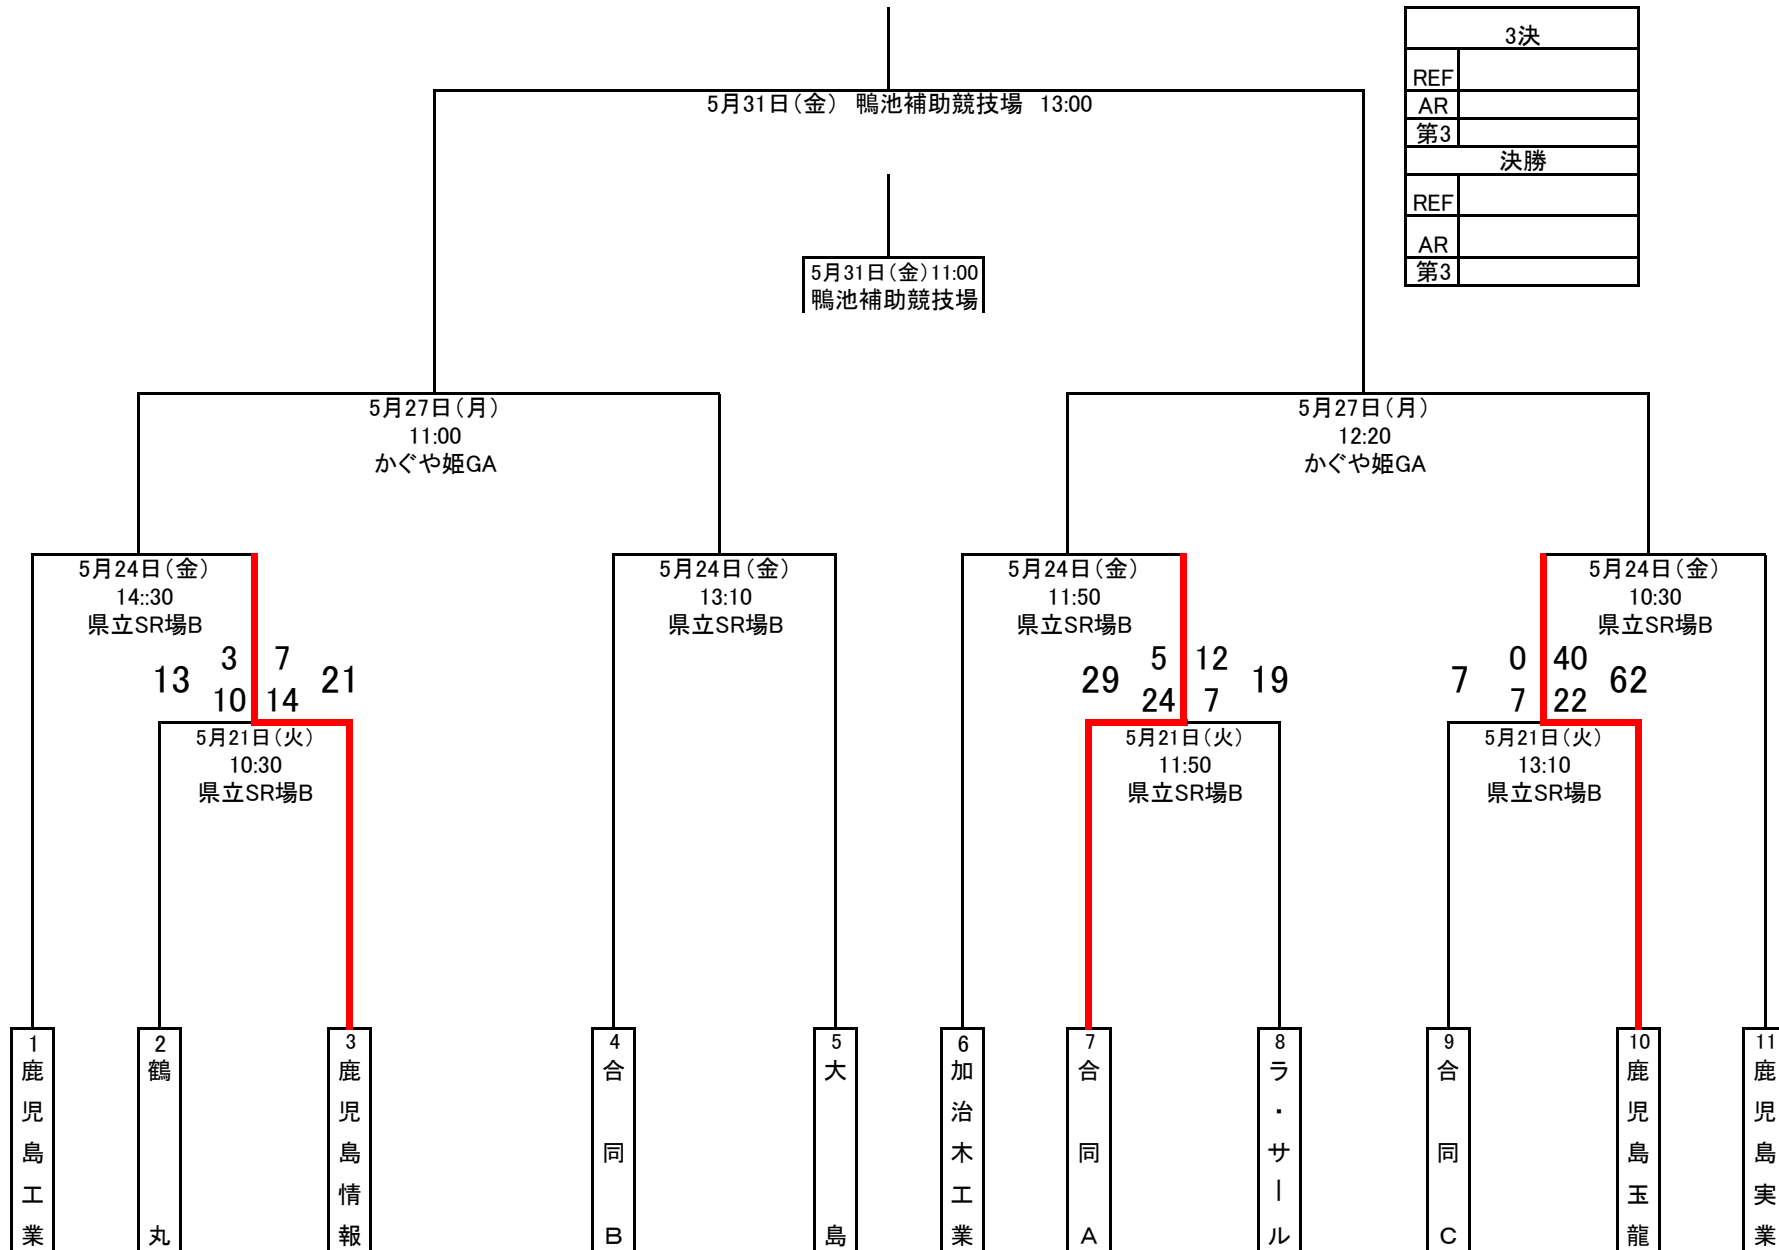 3決
REF
AR
第3
決勝
REF
AR
第3
5月31日（金） 鴨池補助競技場 13:00
5月31日（金）11:00
鴨池補助競技場
5月27日（月）
11:00
かぐや姫GA
5月27日（月）
12:20
かぐや姫GA
5月24日（金）
14::30
県立SR場B
5月24日（金）
13:10
県立SR場B
5月24日（金）
11:50
県立SR場B
5月24日（金）
10:30
県立SR場B
13 3 7 21
10 14
29 5 12 19
24 7
7 0 40 62
7 22
5月21日（火）
10:30
県立SR場B
5月21日（火）
11:50
県立SR場B
5月21日（火）
13:10
県立SR場B
1
鹿児島工業
2
鶴丸
3
鹿児島情報
4
合同B
5
大島
6
加治木工業
7
合同A
8
ラ・サール
9
合同C
10
鹿児島玉龍
11
鹿児島実業